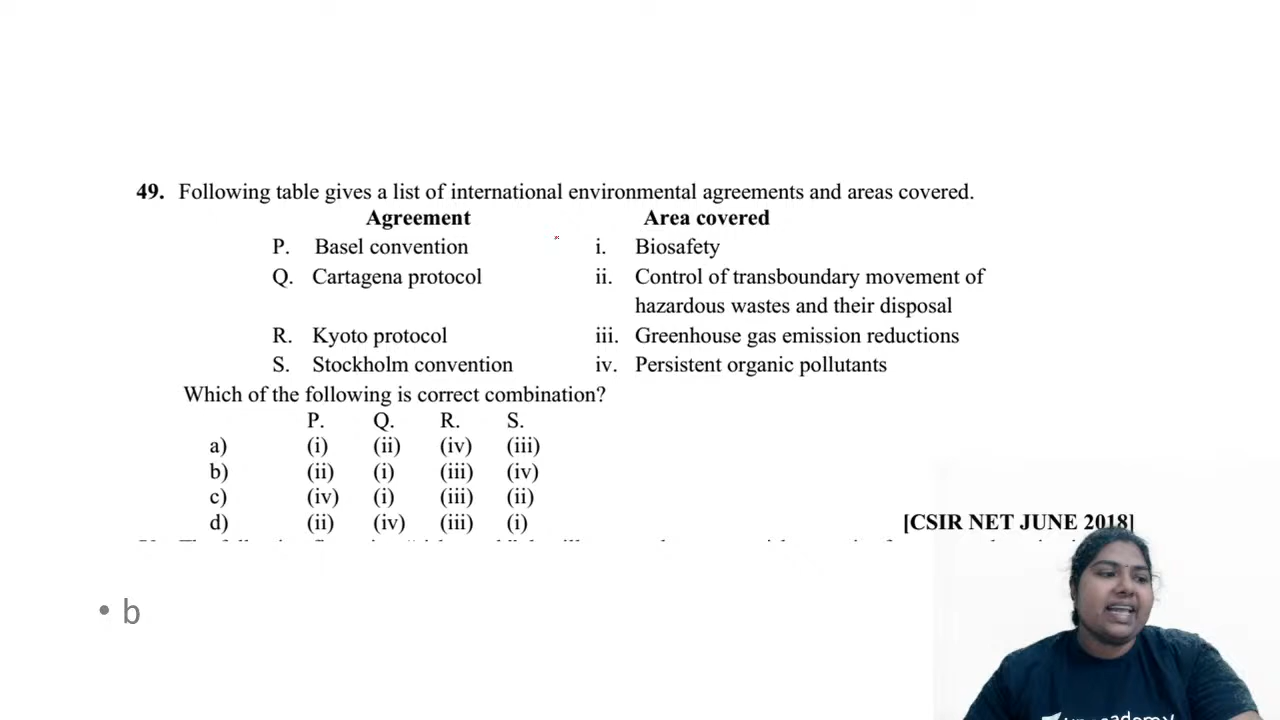 49. Following table gives a list of international environmental agreements and areas covered.
Agreement Area covered
P. Basel convention i. Biosafety
Q. Cartagena protocol ii. Control of transboundary movement of
hazardous wastes and their disposal
R. Kyoto protocol iii. Greenhouse gas emission reductions
S. Stockholm convention iv. Persistent organic pollutants
Which of the following is correct combination?
P. Q. R. S.
a) (i) (ii) (iv) (iii)
b) (ii) (i) (iii) (iv)
c) (iv) (i) (iii) (ii)
d) (ii) (iv) (iii) (i)
[CSIR NET JUNE 2018]
• b